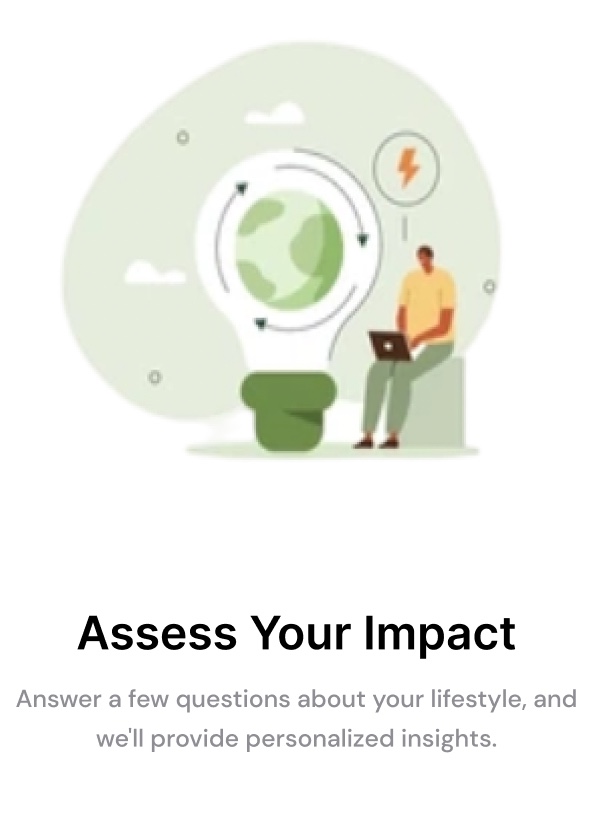 Assess Your Impact
Answer a few questions about your lifestyle, and
we'll provide personalized insights.